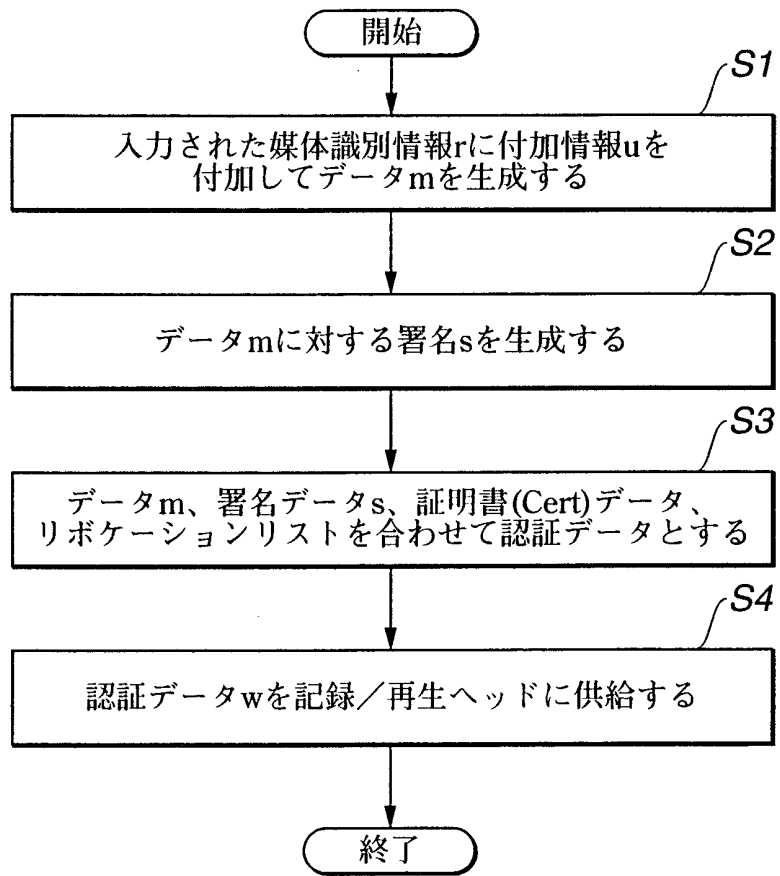 開始
S1
入力された媒体識別情報rに付加情報uを
付加してデータmを生成する
S2
データmに対する署名sを生成する
S3
データm、署名データs、証明書(Cert)データ、
リボケーションリストを合わせて認証データとする
S4
認証データwを記録／再生ヘッドに供給する
終了